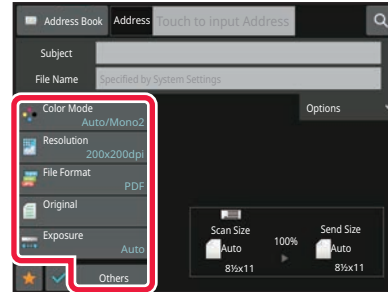 Address Book Address Touch to input Address
Subject
File Name Specified by System Settings
Color Mode
Auto/Mono2
Options
Resolution
200x200dpi
File Format
PDF
Original
Exposure
Auto
Others
Scan Size
Auto
8½x11
100%
Send Size
Auto
8½x11